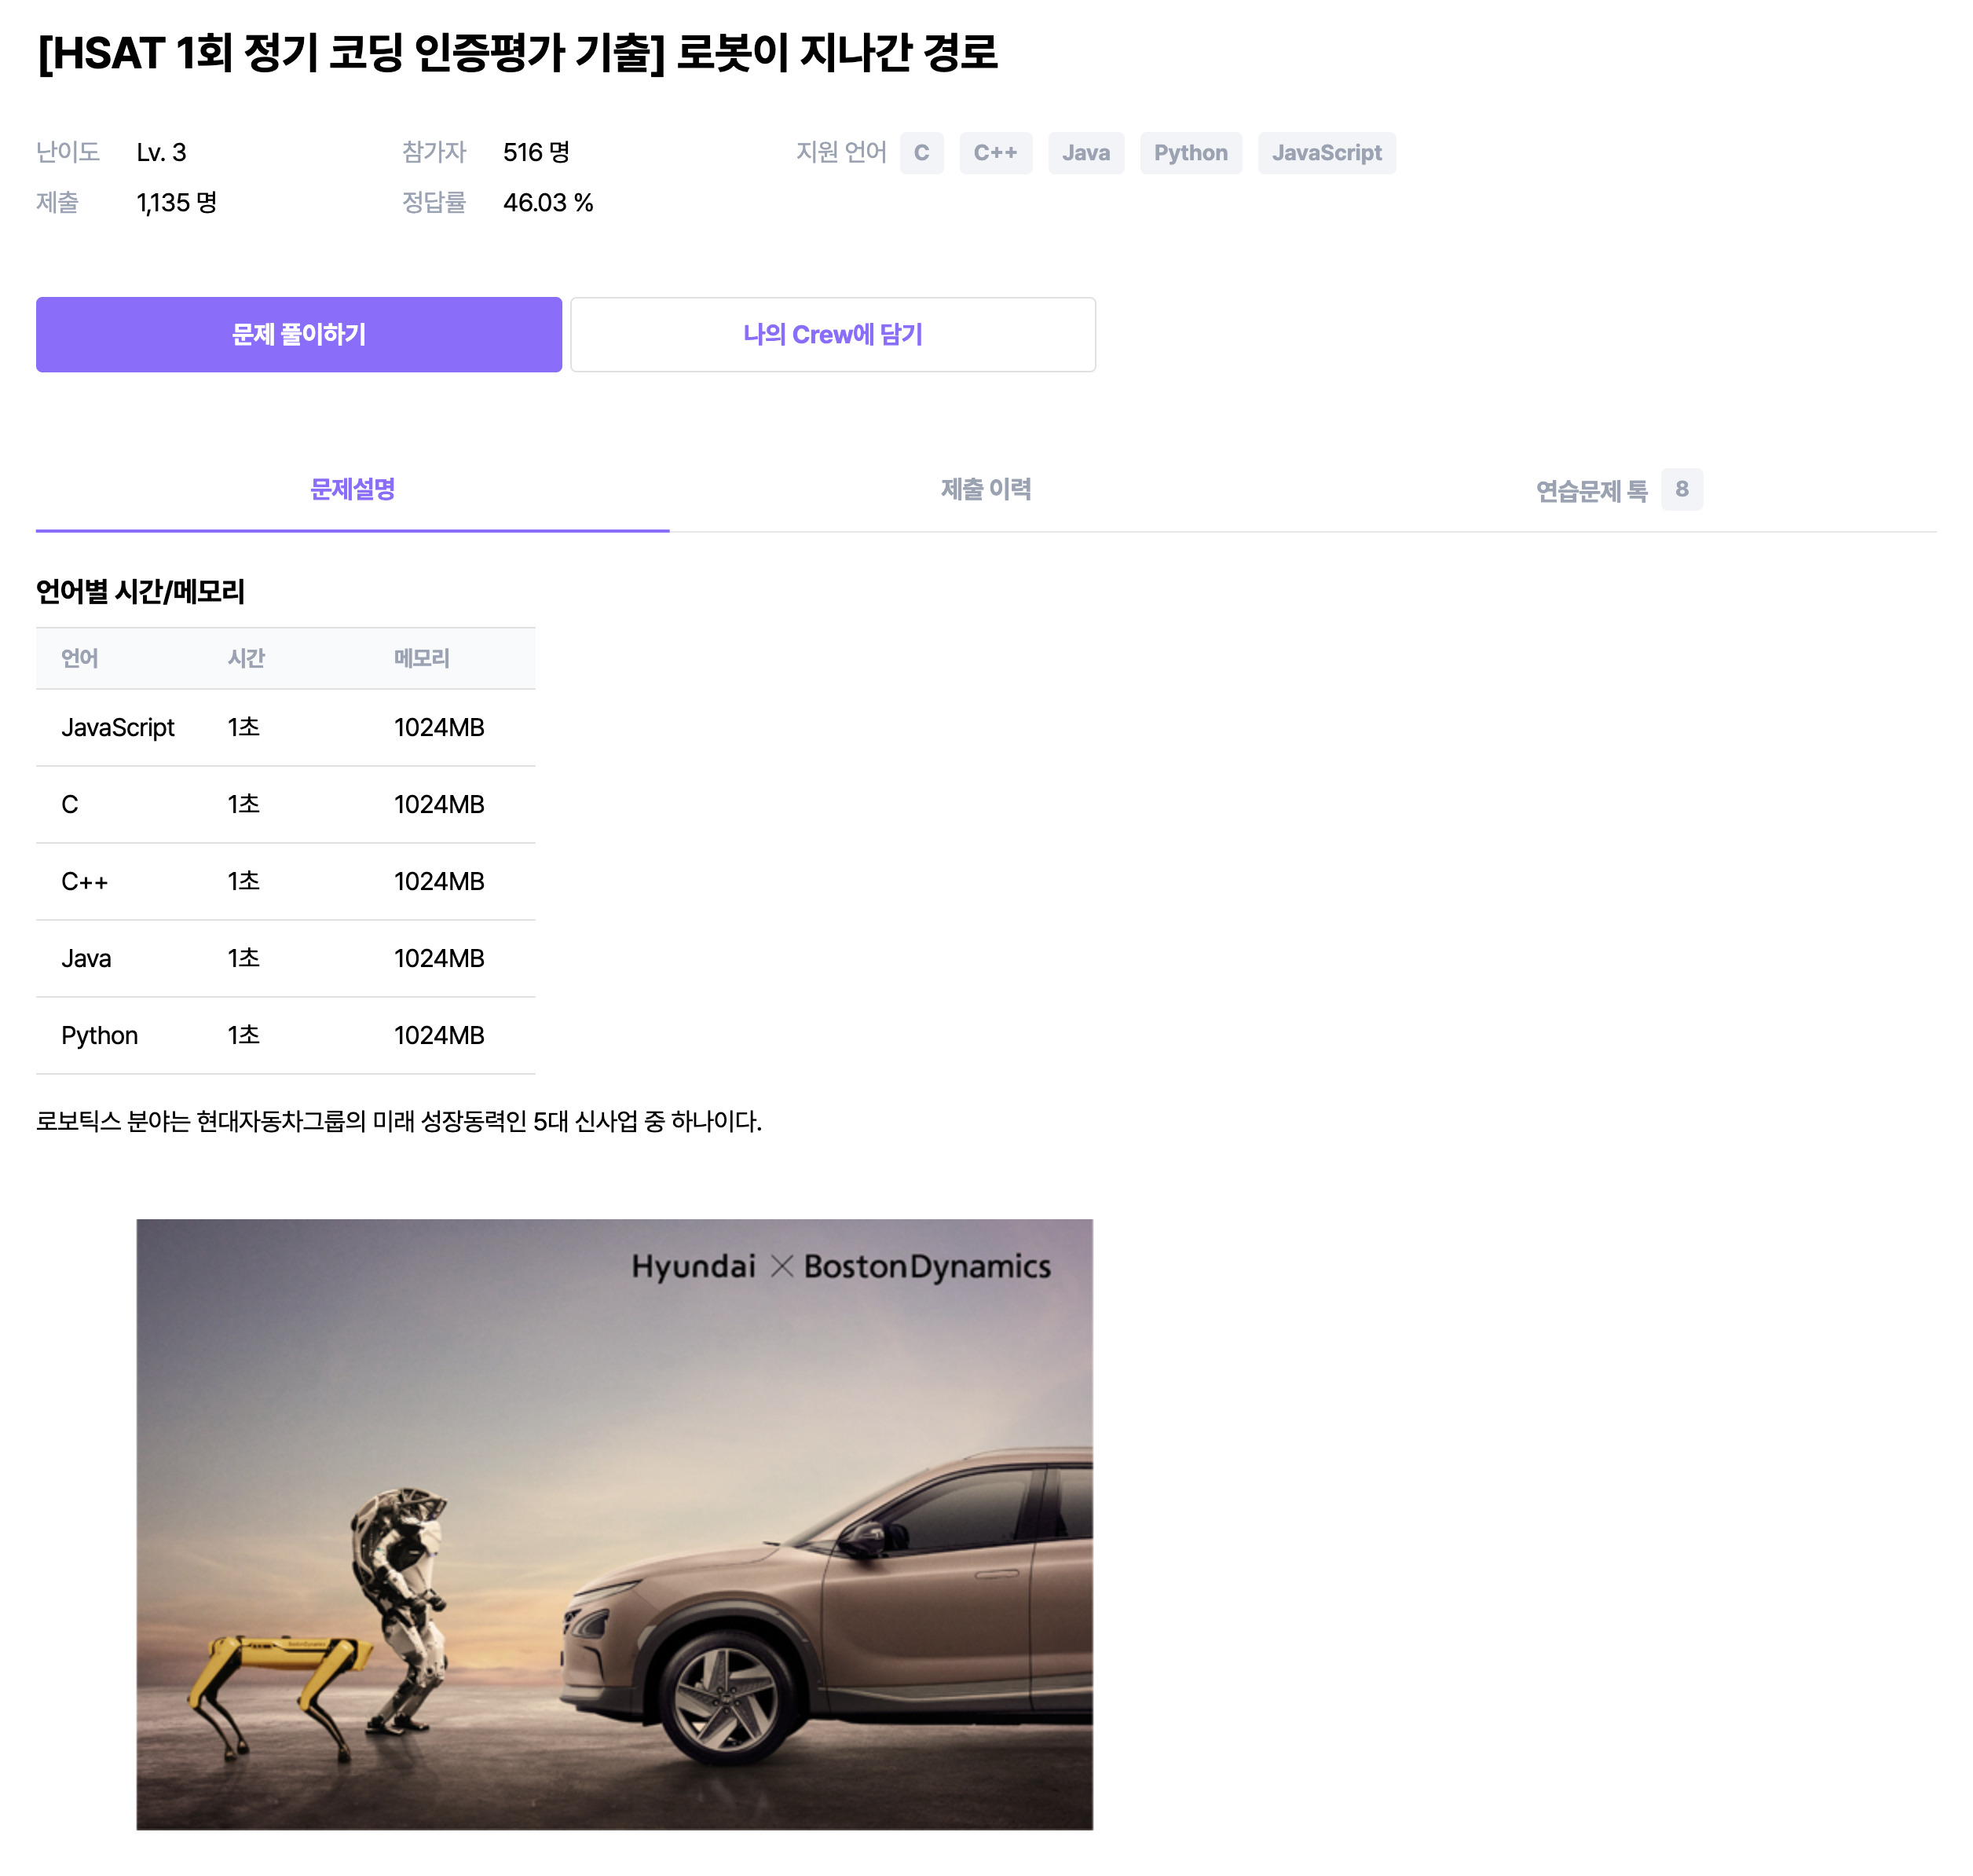 [HSAT 1회 정기 코딩 인증평가 기출] 로봇이 지나간 경로
난이도 Lv. 3 참가자 516 명 지원 언어 C C++ Java Python JavaScript
제출 1,135 명 정답률 46.03 %
문제 풀이하기 나의 Crew에 담기
문제설명 제출 이력 연습문제 톡 8
언어별 시간/메모리
언어 시간 메모리
JavaScript 1초 1024MB
C 1초 1024MB
C++ 1초 1024MB
Java 1초 1024MB
Python 1초 1024MB
로보틱스 분야는 현대자동차그룹의 미래 성장동력인 5대 신사업 중 하나이다.
Hyundai × BostonDynamics
BostonDynamics